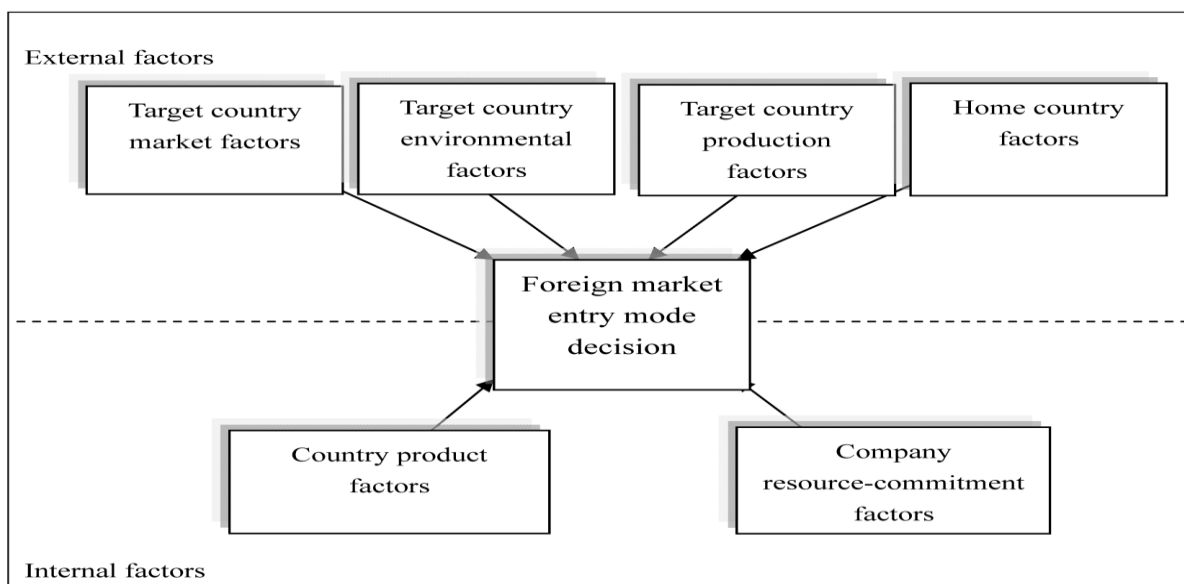 External factors
Target country
market factors
Target country
environmental
factors
Target country
production
factors
Home country
factors
Foreign market
entry mode
decision
Country product
factors
Company
resource-commitment
factors
Internal factors